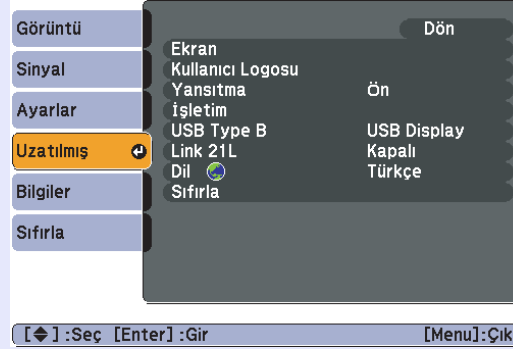 Görüntü
Sinyal
Ayarlar
Uzatılmış
Bilgiler
Sıfırla
Dön
Ekran
Kullanıcı Logosu
Yansıtma Ön
İşletim
USB Type B USB Display
Link 21L Kapalı
Dil Türkçe
Sıfırla
[ ] :Seç [Enter] :Gir [Menu]:Çık